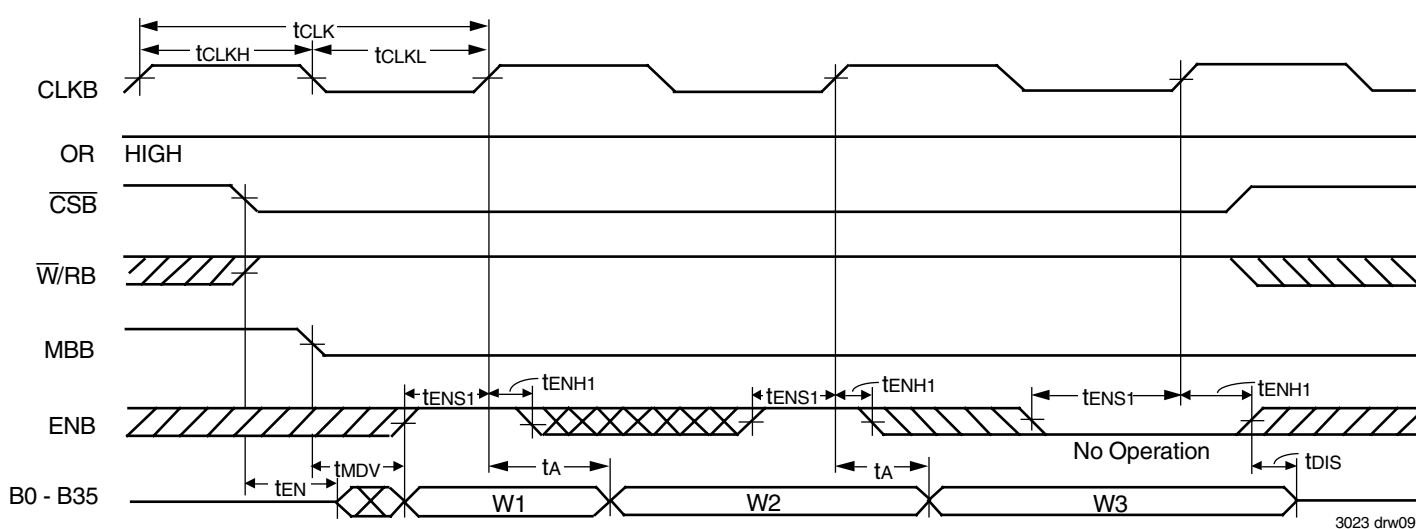 tCLK
tCLKH
tCLKL
CLKB
OR
HIGH
CSB
W/RB
MBB
tENS1
tENH1
tENS1
tENH1
tENS1
tENH1
ENB
No Operation
tMDV
tA
tA
tDIS
tEN
B0 - B35
W1
W2
W3
3023 drw09